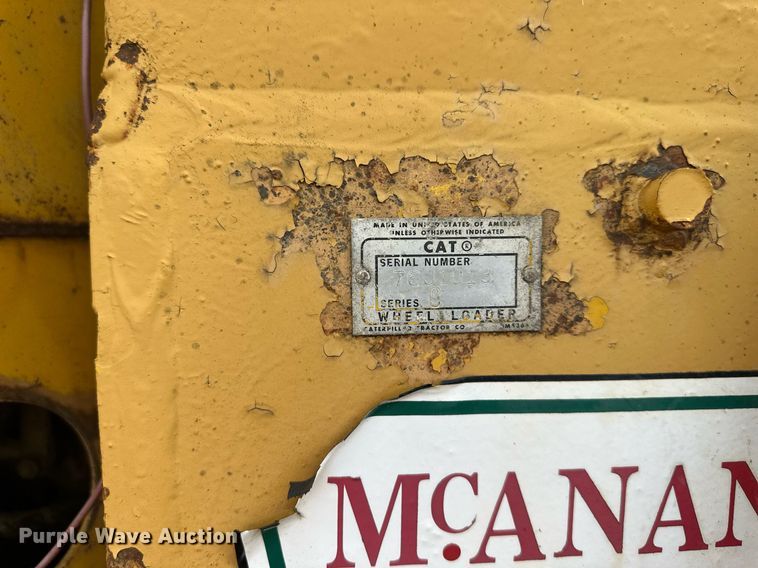 MADE IN UNITED STATES OF AMERICA
UNLESS OTHERWISE INDICATED
CAT ®
SERIAL NUMBER
SERIES
WHEEL LOADER
CATERPILLAR TRACTOR CO
McANAN
Purple Wave Auction